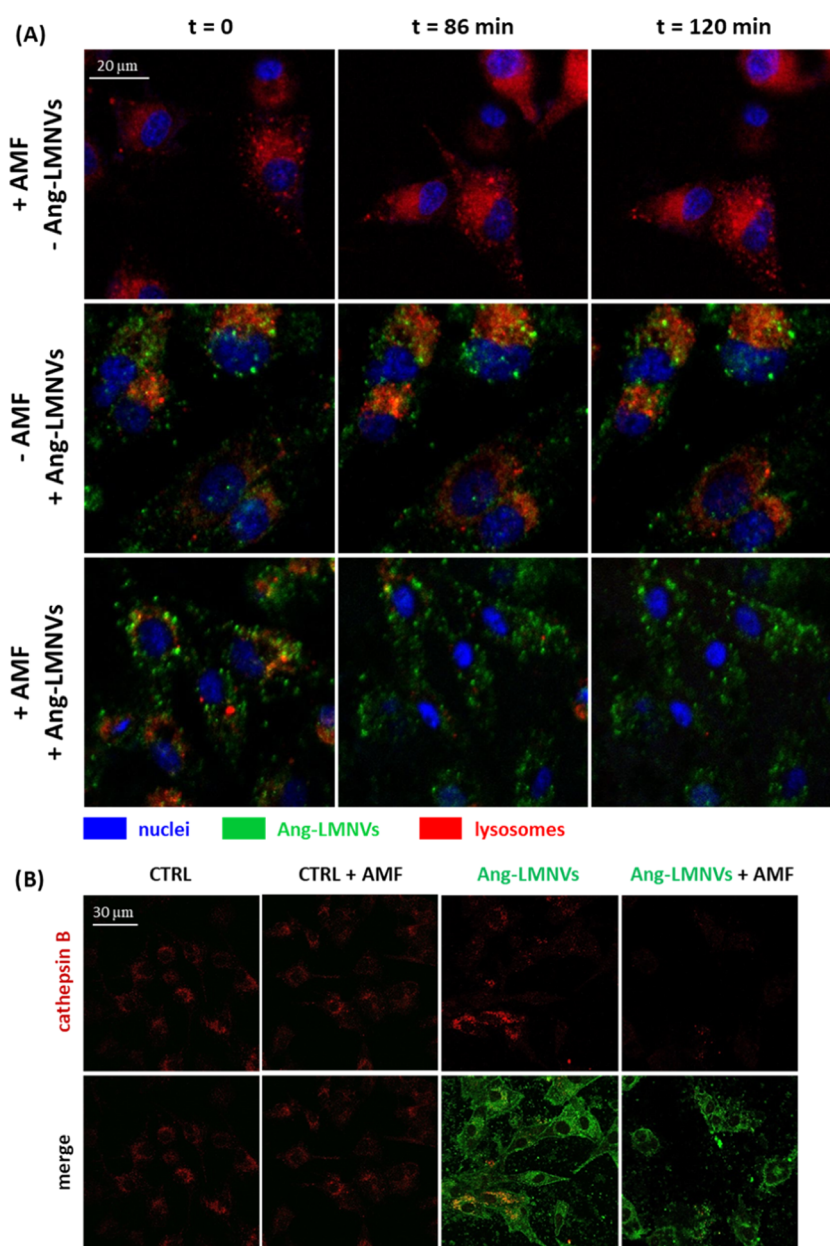 (A)
t = 0
t = 86 min
t = 120 min
20 µm
+ AMF
- Ang-LMNVs
- AMF
+ Ang-LMNVs
+ AMF
+ Ang-LMNVs
nuclei
Ang-LMNVs
lysosomes
(B)
CTRL
CTRL + AMF
Ang-LMNVs
Ang-LMNVs + AMF
30 µm
cathepsin B
merge